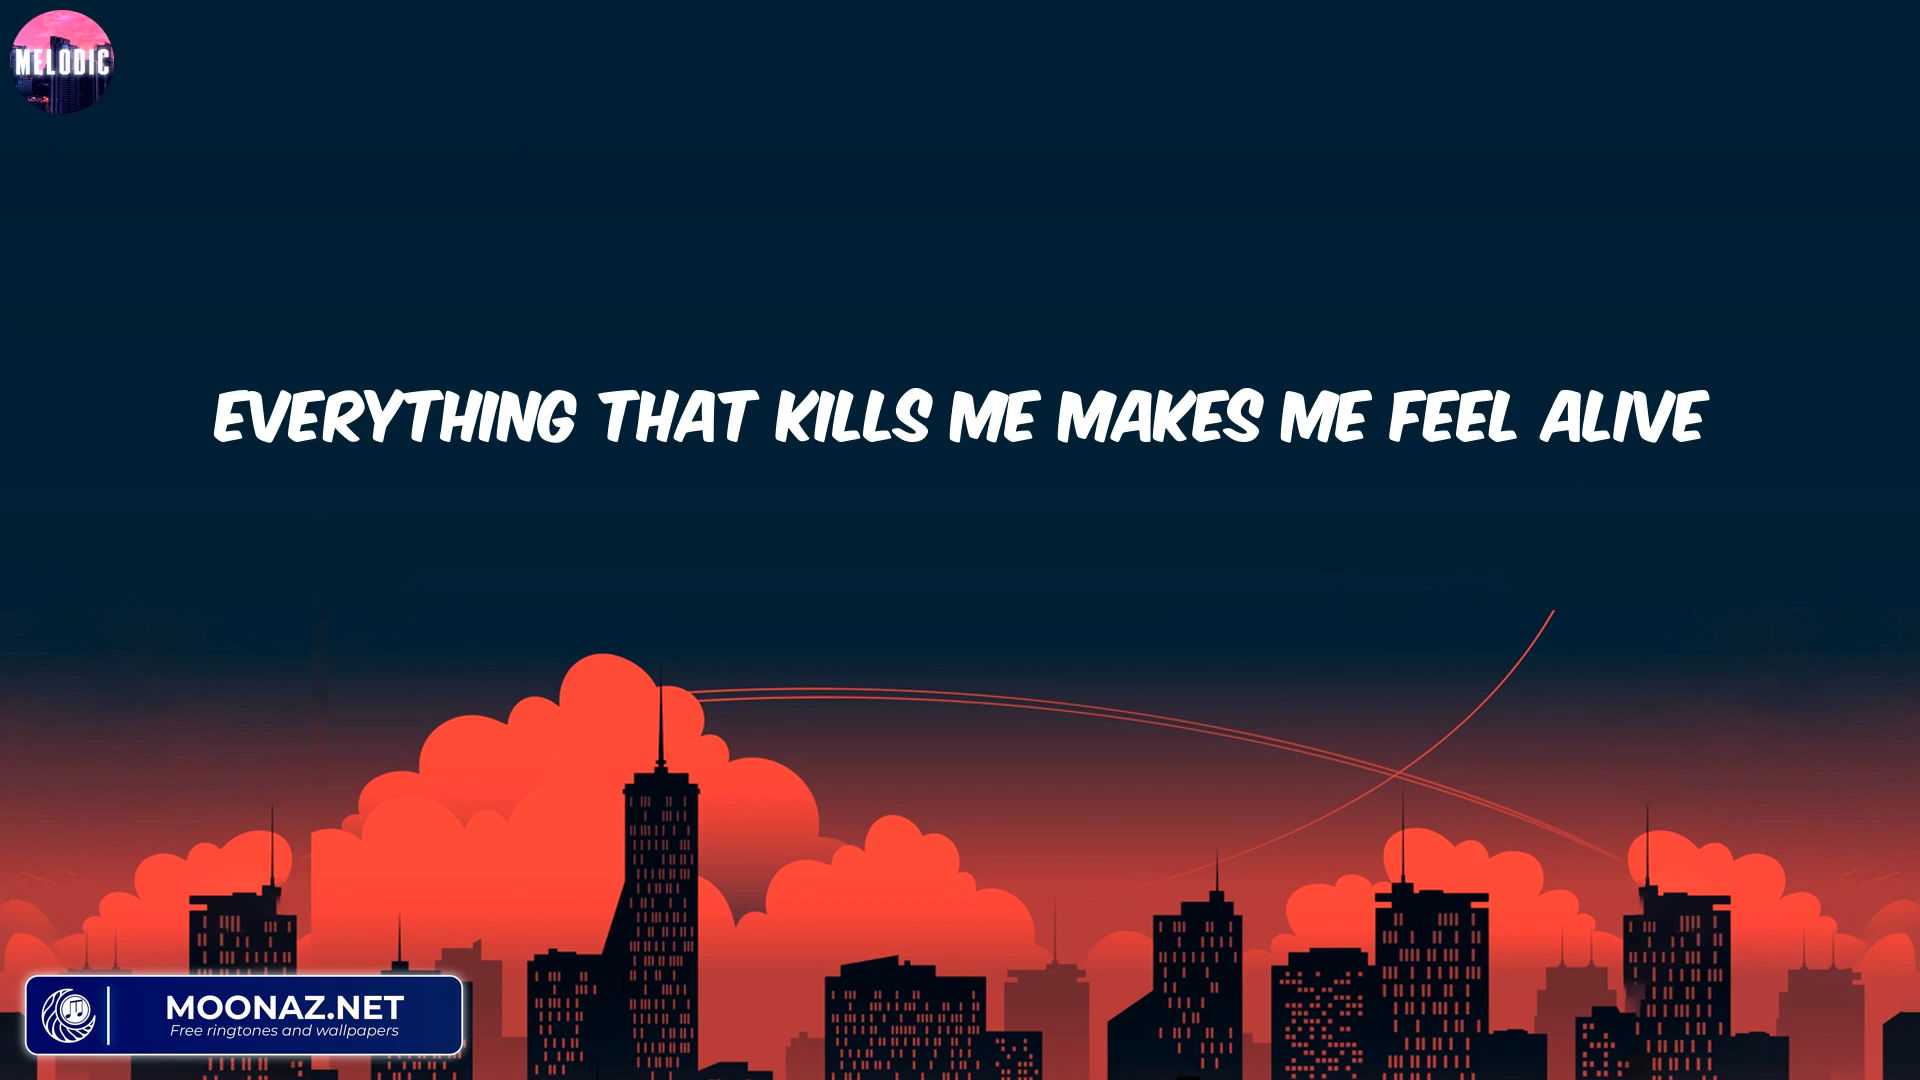 MELODIC
EVERYTHING THAT KILLS ME MAKES ME FEEL ALIVE
MOONAZ.NET
Free ringtones and wallpapers